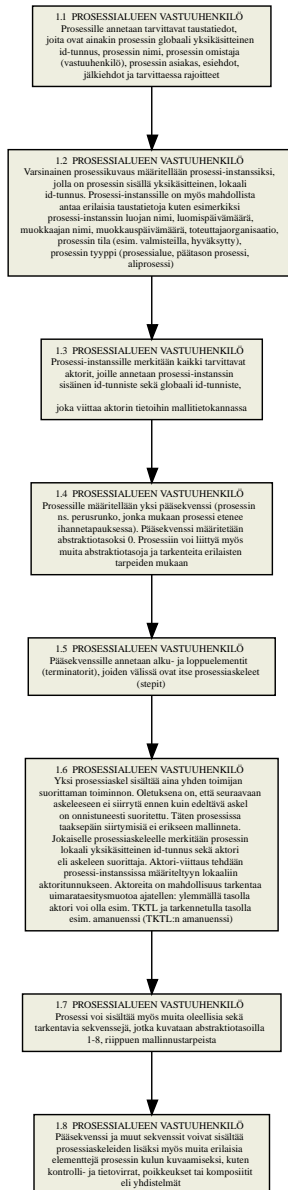 1.1 PROSESSIALUEEN VASTUUHENKILÖ
Prosessille annetaan tarvittavat taustatiedot,
joita ovat ainakin prosessin globaali yksikäsitteinen
id-tunnus, prosessin nimi, prosessin omistaja
(vastuuhenkilö), prosessin asiakas, esiehdot,
jälkiehdot ja tarvittaessa rajoitteet
1.2 PROSESSIALUEEN VASTUUHENKILÖ
Varsinainen prosessikuvaus määritellään prosessi-instanssiksi,
jolla on prosessin sisällä yksikäsitteinen, lokaali
id-tunnus. Prosessi-instanssille on myös mahdollista
antaa erilaisia taustatietoja kuten esimerkiksi
prosessi-instanssin luojan nimi, luomispäivämäärä,
muokkaajan nimi, muokkauspäivämäärä, toteuttajaorganisaatio,
prosessin tila (esim. valmisteilla, hyväksytty),
prosessin tyyppi (prosessialue, päätason prosessi,
aliprosessi)
1.3 PROSESSIALUEEN VASTUUHENKILÖ
Prosessi-instanssille merkitään kaikki tarvittavat
aktorit, joille annetaan prosessi-instanssin
sisäinen id-tunniste sekä globaali id-tunniste,
joka viittaa aktorin tietoihin mallitietokannassa
1.4 PROSESSIALUEEN VASTUUHENKILÖ
Prosessille määritellään yksi pääsekvenssi (prosessin
ns. perusrunko, jonka mukaan prosessi etenee
ihannetapauksessa). Pääsekvenssi määritetään
abstraktiotasoksi 0. Prosessiin voi liittyä myös
muita abstraktiotasoja ja tarkenteita erilaisten
tarpeiden mukaan
1.5 PROSESSIALUEEN VASTUUHENKILÖ
Pääsekvenssille annetaan alku- ja loppuelementit
(terminatorit), joiden välissä ovat itse prosessiaskeleet
(stepit)
1.6 PROSESSIALUEEN VASTUUHENKILÖ
Yksi prosessiaskel sisältää aina yhden toimijan
suorittaman toiminnon. Oletuksena on, että seuraavaan
askeleeseen ei siirrytä ennen kuin edeltävä askel
on onnistuneesti suoritettu. Täten prosessissa
taaksepäin siirtymisiä ei erikseen mallinneta.
Jokaiselle prosessiaskeleelle merkitään prosessin
lokaali yksikäsitteinen id-tunnus sekä aktori
eli askeleen suorittaja. Aktori-viittaus tehdään
prosessi-instanssissa määriteltyyn lokaaliin
aktoritunnukseen. Aktoreita on mahdollisuus tarkentaa
uimarataesitysmuotoa ajatellen: ylemmällä tasolla
aktori voi olla esim. TKTL ja tarkennetulla tasolla
esim. amanuenssi (TKTL:n amanuenssi)
1.7 PROSESSIALUEEN VASTUUHENKILÖ
Prosessi voi sisältää myös muita oleellisia sekä
tarkentavia sekvenssejä, jotka kuvataan abstraktiotasoilla
1-8, riippuen mallinnustarpeista
1.8 PROSESSIALUEEN VASTUUHENKILÖ
Pääsekvenssi ja muut sekvenssit voivat sisältää
prosessiaskeleiden lisäksi myös muita erilaisia
elementtejä prosessin kulun kuvaamiseksi, kuten
kontrolli- ja tietovirrat, poikkeukset tai komposiitit
eli yhdistelmät